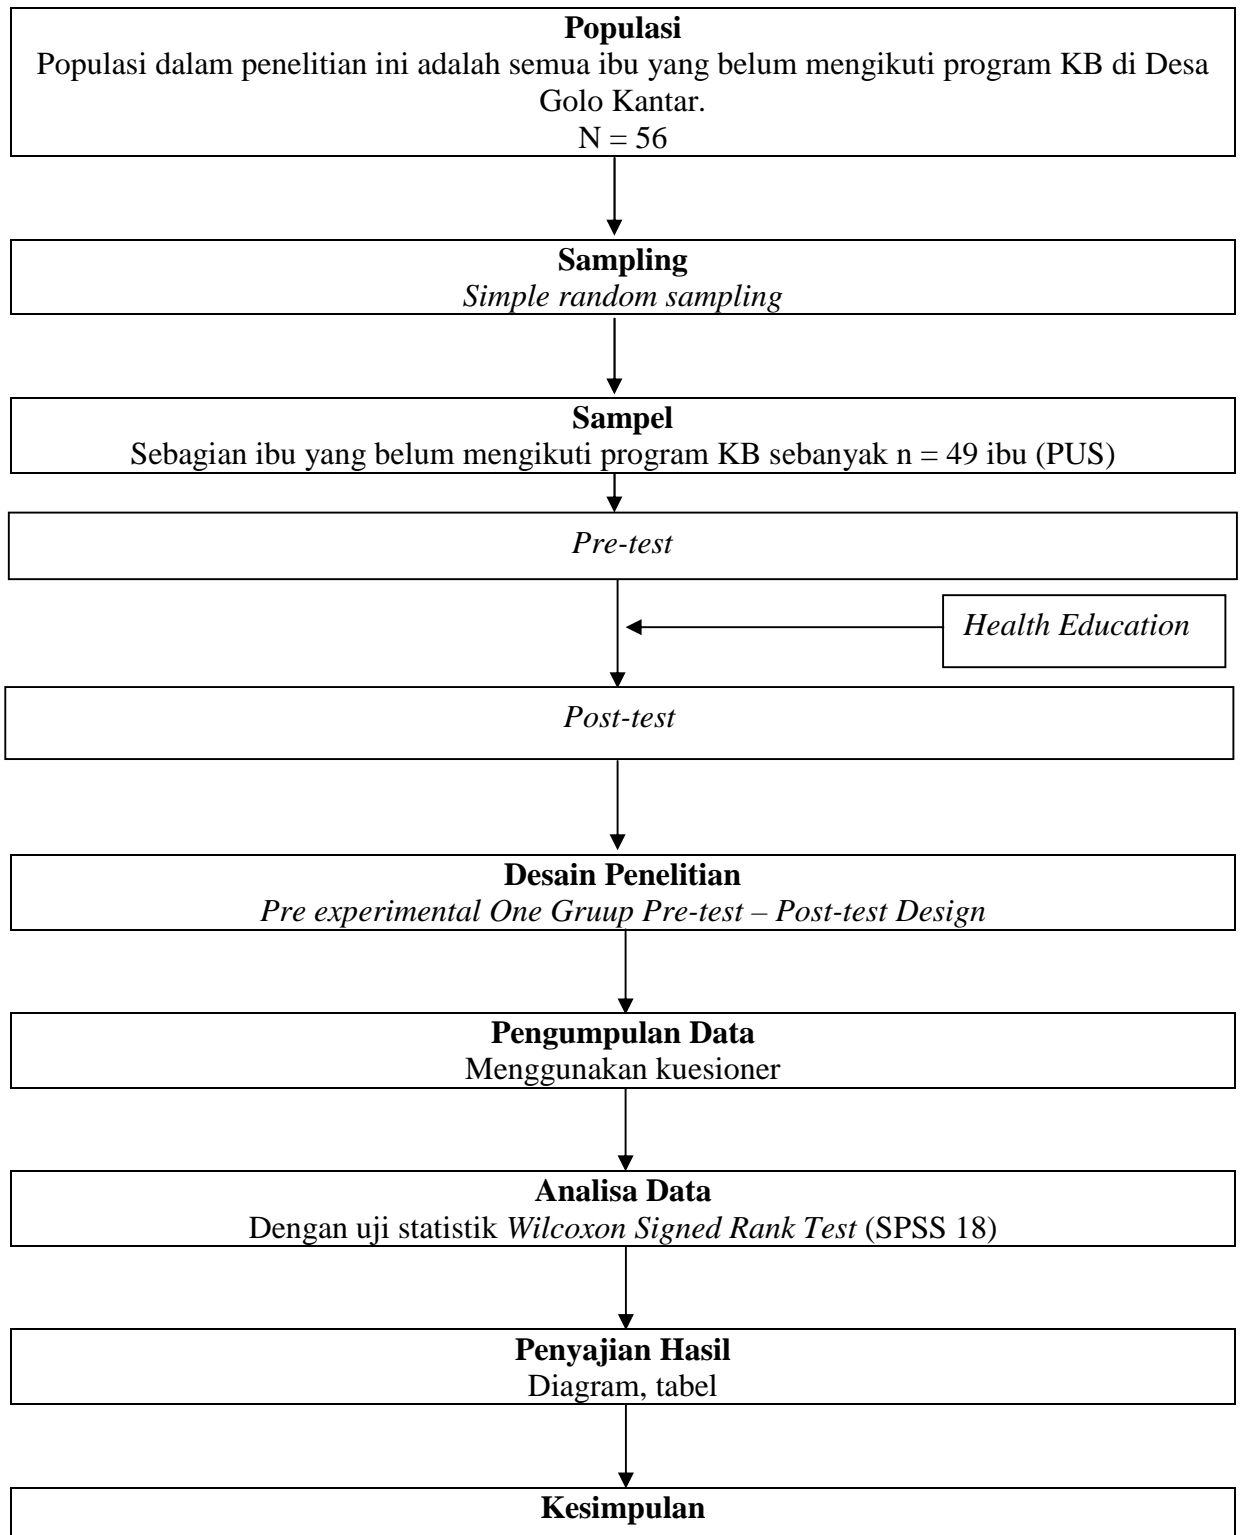 Populasi
Populasi dalam penelitian ini adalah semua ibu yang belum mengikuti program KB di Desa
Golo Kantar.
N = 56
Sampling
Simple random sampling
Sampel
Sebagian ibu yang belum mengikuti program KB sebanyak n = 49 ibu (PUS)
Pre-test
Health Education
Post-test
Desain Penelitian
Pre experimental One Gruup Pre-test – Post-test Design
Pengumpulan Data
Menggunakan kuesioner
Analisa Data
Dengan uji statistik Wilcoxon Signed Rank Test (SPSS 18)
Penyajian Hasil
Diagram, tabel
Kesimpulan